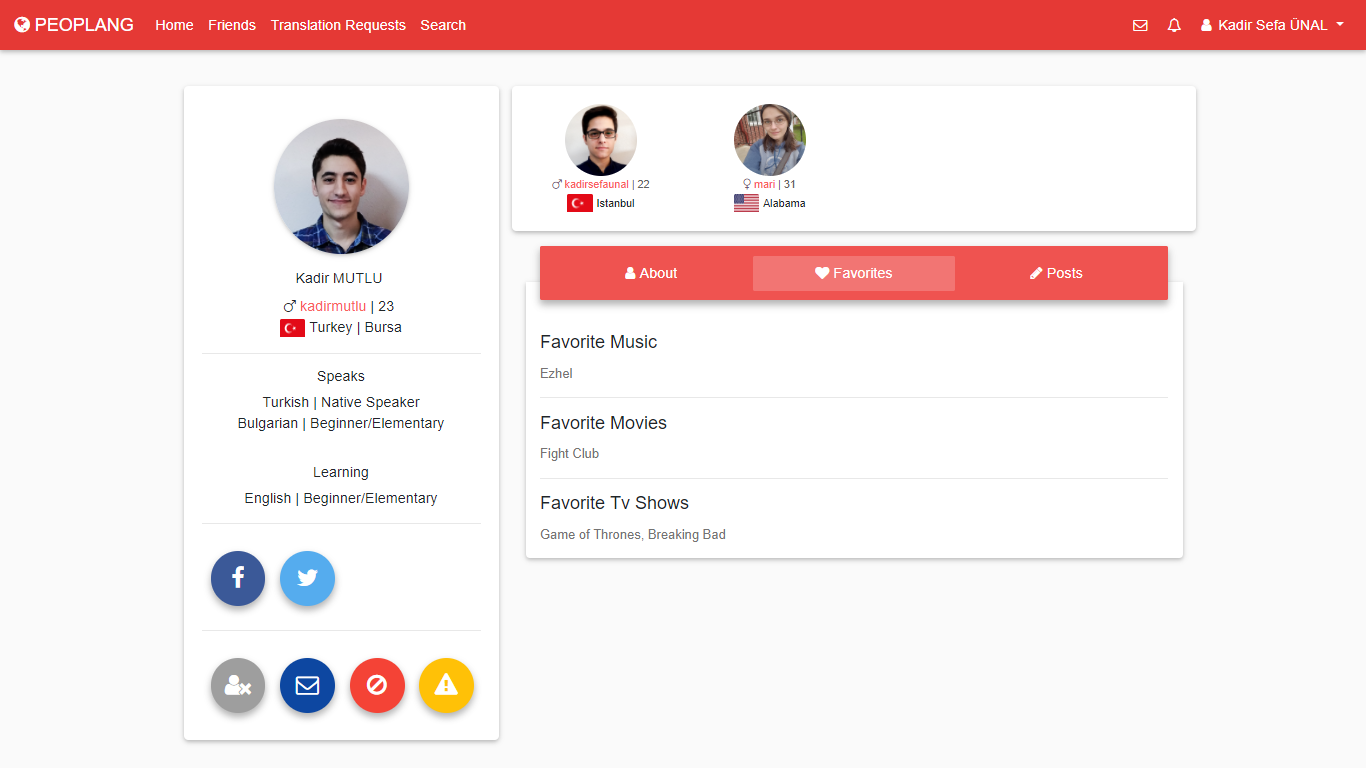 PEOPLANG Home Friends Translation Requests Search Kadir Sefa ÜNAL
Kadir MUTLU
kadirmutlu | 23
Turkey | Bursa
Speaks
Turkish | Native Speaker
Bulgarian | Beginner/Elementary
Learning
English | Beginner/Elementary
kadirsefaunal | 22
Istanbul
mari | 31
Alabama
About Favorites Posts
Favorite Music
Ezhel
Favorite Movies
Fight Club
Favorite Tv Shows
Game of Thrones, Breaking Bad